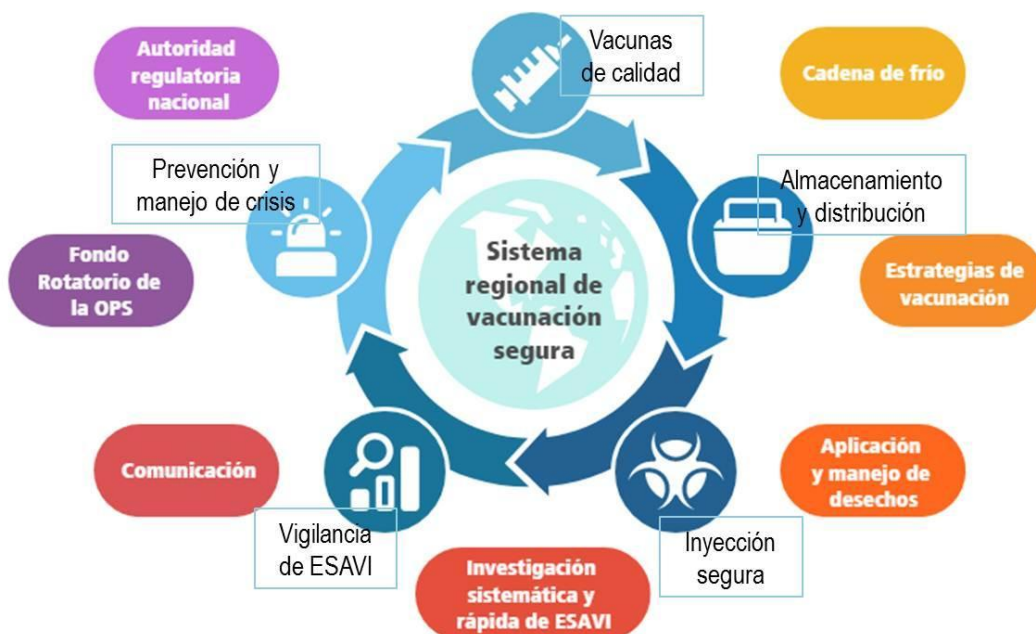 Autoridad
regulatoria
nacional
Vacunas
de calidad
Cadena de frío
Prevención y
manejo de crisis
Almacenamiento
y distribución
Fondo
Rotatorio de
la OPS
Sistema
regional de
vacunación
segura
Estrategias de
vacunación
Comunicación
Aplicación
y manejo de
desechos
Vigilancia
de ESAVI
Inyección
segura
Investigación
sistemática y
rápida de ESAVI